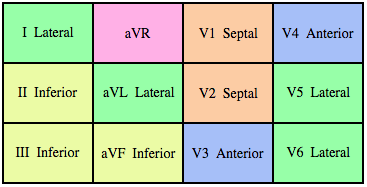 I Lateral
aVR
V1 Septal
V4 Anterior
II Inferior
aVL Lateral
V2 Septal
V5 Lateral
III Inferior
aVF Inferior
V3 Anterior
V6 Lateral